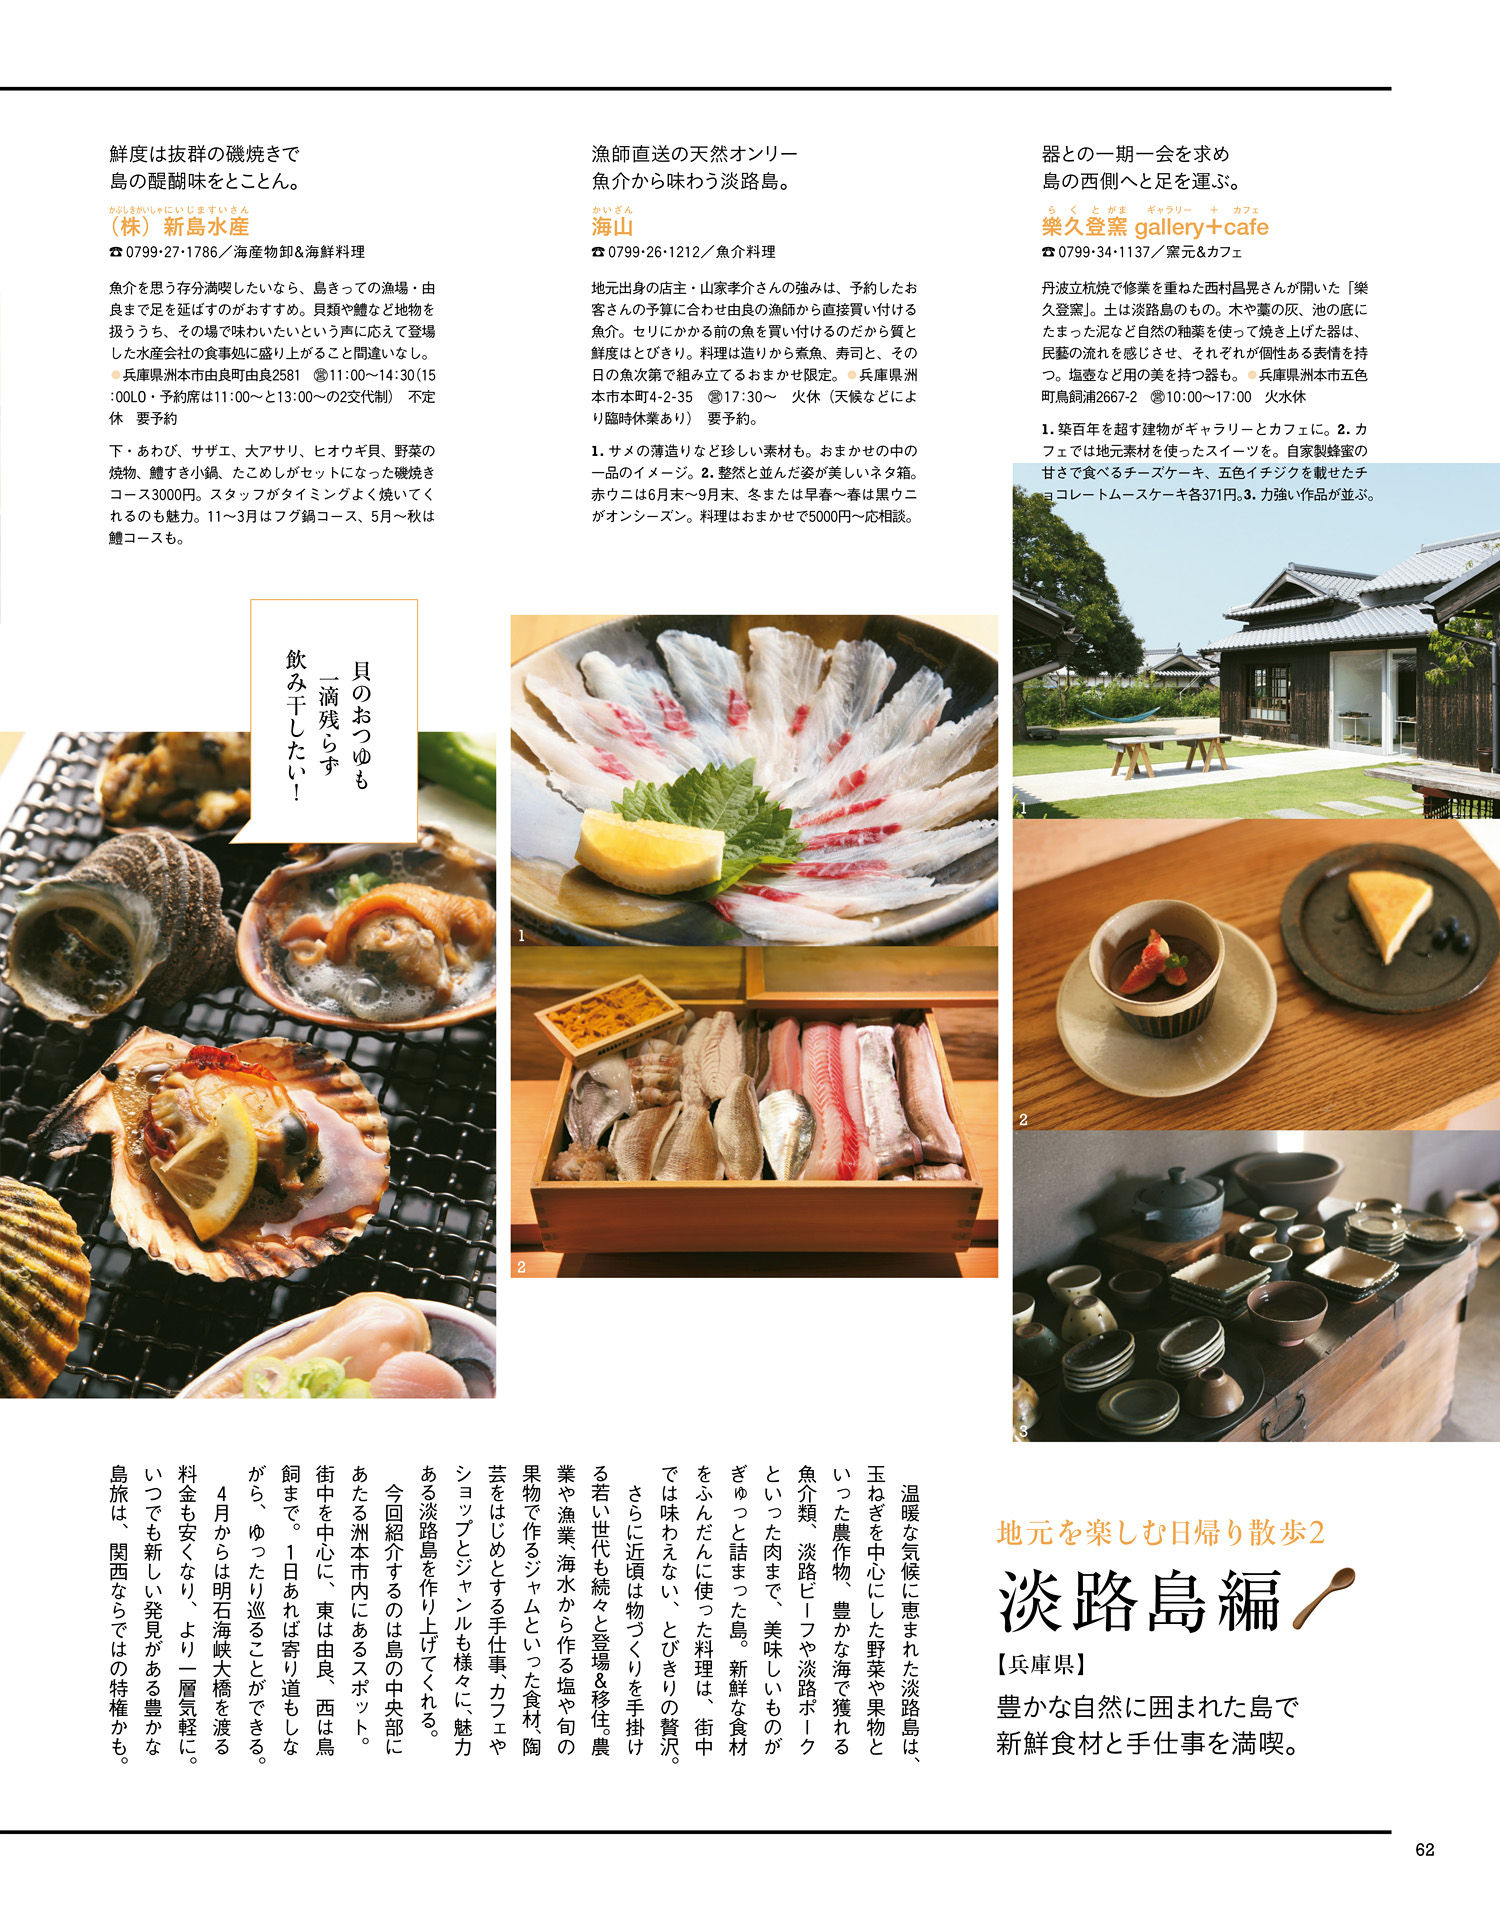 器との一期一会を求め
島の西側へと足を運ぶ。
らくとがま ギャラリー + カフェ
樂久登窯 gallery+cafe
☎0799・34・1137／窯元&カフェ
丹波立杭焼で修業を重ねた西村昌晃さんが開いた「樂
久登窯」。土は淡路島のもの。木や藁の灰、池の底に
たまった泥など自然の釉薬を使って焼き上げた器は、
民藝の流れを感じさせ、それぞれが個性ある表情を持
つ。塩壺など用の美を持つ器も。●兵庫県洲本市五色
町鳥飼浦2667-2 ㊡10:00〜17:00 火水休
1. 築百年を超す建物がギャラリーとカフェに。2. カ
フェでは地元素材を使ったスイーツを。自家製蜂蜜の
甘さで食べるチーズケーキ、五色イチジクを載せたチ
ョコレートムースケーキ各371円。3. 力強い作品が並ぶ。
1
2
3
漁師直送の天然オンリー
魚介から味わう淡路島。
かいざん
海山
☎0799・26・1212／魚介料理
地元出身の店主・山家孝介さんの強みは、予約したお
客さんの予算に合わせ由良の漁師から直接買い付ける
魚介。セリにかかる前の魚を買い付けるのだから質と
鮮度はとびきり。料理は造りから煮魚、寿司と、その
日の魚次第で組み立てるおまかせ限定。●兵庫県洲
本市本町4-2-35 ㊡17:30〜 火休（天候などによ
り臨時休業あり） 要予約。
1. サメの薄造りなど珍しい素材も。おまかせの中の
一品のイメージ。2. 整然と並んだ姿が美しいネタ箱。
赤ウニは6月末〜9月末、冬または早春〜春は黒ウニ
がオンシーズン。料理はおまかせで5000円〜応相談。
1
2
鮮度は抜群の磯焼きで
島の醍醐味をとことん。
かぶしきがいしゃにいじますいさん
（株）新島水産
☎0799・27・1786／海産物卸&海鮮料理
魚介を思う存分満喫したいなら、島きっての漁場・由
良まで足を延ばすのがおすすめ。貝類や鱧など地物を
扱ううち、その場で味わいたいという声に応えて登場
した水産会社の食事処に盛り上がること間違いなし。
●兵庫県洲本市由良町由良2581 ㊡11:00〜14:30（15
:00LO・予約席は11:00〜と13:00〜の2交代制） 不定
休 要予約
下・あわび、サザエ、大アサリ、ヒオウギ貝、野菜の
焼物、鱧すき小鍋、たこめしがセットになった磯焼き
コース3000円。スタッフがタイミングよく焼いてく
れるのも魅力。11〜3月はフグ鍋コース、5月〜秋は
鱧コースも。
貝のおつゆも
一滴残らず
飲み干したい！
地元を楽しむ日帰り散歩2
淡路島編
【兵庫県】
豊かな自然に囲まれた島で
新鮮食材と手仕事を満喫。
温暖な気候に恵まれた淡路島は、
玉ねぎを中心にした野菜や果物と
いった農作物、豊かな海で獲れる
魚介類、淡路ビーフや淡路ポーク
といった肉まで、美味しいものが
ぎゅっと詰まった島。新鮮な食材
をふんだんに使った料理は、街中
では味わえない、とびきりの贅沢。
さらに近頃は物づくりを手掛け
る若い世代も続々と登場&移住。農
業や漁業、海水から作る塩や旬の
果物で作るジャムといった食材、陶
芸をはじめとする手仕事、カフェや
ショップとジャンルも様々に、魅力
ある淡路島を作り上げてくれる。
今回紹介するのは島の中央部に
あたる洲本市内にあるスポット。
街中を中心に、東は由良、西は鳥
飼まで。1日あれば寄り道もしな
がら、ゆったり巡ることができる。
4月からは明石海峡大橋を渡る
料金も安くなり、より一層気軽に。
いつでも新しい発見がある豊かな
島旅は、関西ならではの特権かも。
62